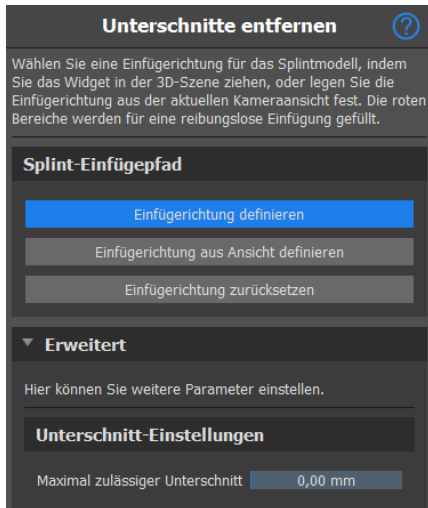 Unterschnitte entfernen
?
Wählen Sie eine Einfügerichtung für das Splintmodell, indem
Sie das Widget in der 3D-Szene ziehen, oder legen Sie die
Einfügerichtung aus der aktuellen Kameraansicht fest. Die roten
Bereiche werden für eine reibungslose Einfügung gefüllt.
Splint-Einfügepfad
Einfügerichtung definieren
Einfügerichtung aus Ansicht definieren
Einfügerichtung zurücksetzen
Erweitert
Hier können Sie weitere Parameter einstellen.
Unterschnitt-Einstellungen
Maximal zulässiger Unterschnitt 0,00 mm